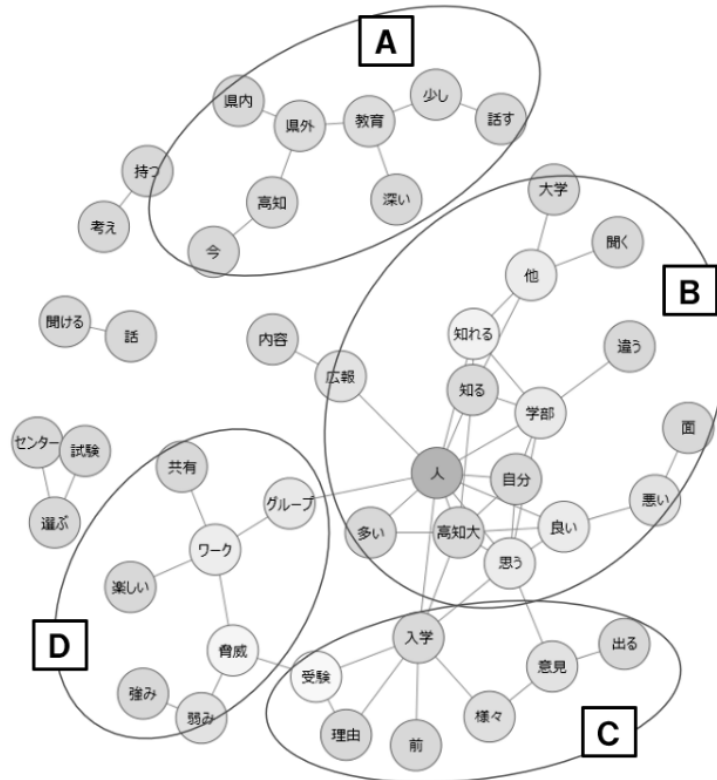 A
県内
県外
教育
少し
話す
持つ
考え
高知
深い
今
大学
聞く
他
B
聞ける
話
内容
広報
知れる
知る
学部
違う
面
センター
試験
選ぶ
共有
グループ
人
自分
悪い
ワーク
多い
高知大
良い
思う
楽しい
D
脅威
入学
受験
意見
出る
強み
弱み
理由
前
様々
C